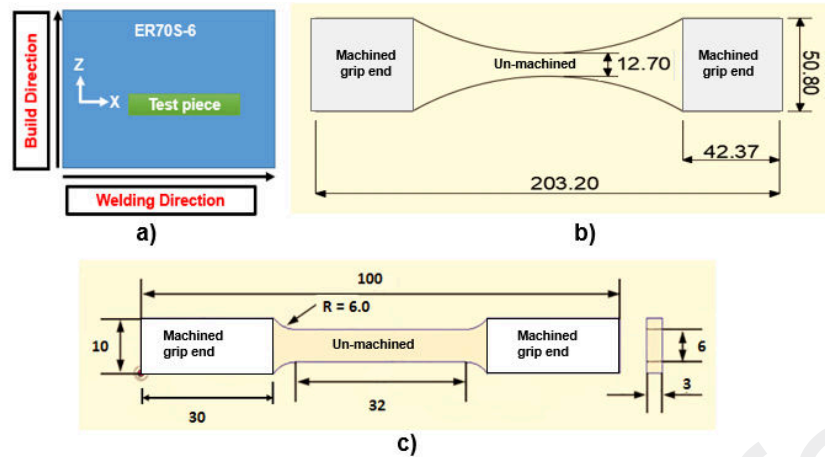 ER70S-6
Build Direction
Z
X
Test piece
Welding Direction
a)
Machined
grip end
Un-machined
12.70
Machined
grip end
50.80
42.37
203.20
b)
100
R = 6.0
10
Machined
grip end
Un-machined
Machined
grip end
6
30
32
3
c)